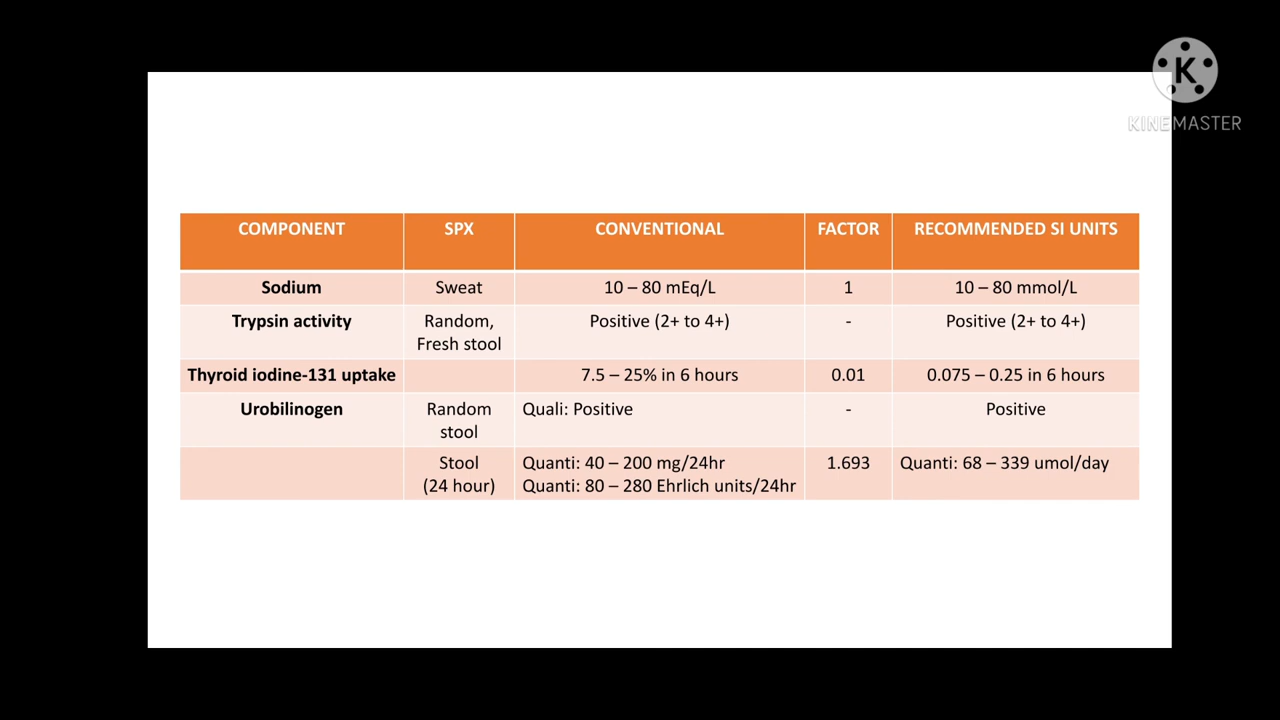 KINEMASTER
COMPONENT SPX CONVENTIONAL FACTOR RECOMMENDED SI UNITS
Sodium Sweat 10 – 80 mEq/L 1 10 – 80 mmol/L
Trypsin activity Random, Positive (2+ to 4+) - Positive (2+ to 4+)
Fresh stool
Thyroid iodine-131 uptake 7.5 – 25% in 6 hours 0.01 0.075 – 0.25 in 6 hours
Urobilinogen Random Quali: Positive - Positive
stool
Stool Quanti: 40 – 200 mg/24hr 1.693 Quanti: 68 – 339 umol/day
(24 hour) Quanti: 80 – 280 Ehrlich units/24hr